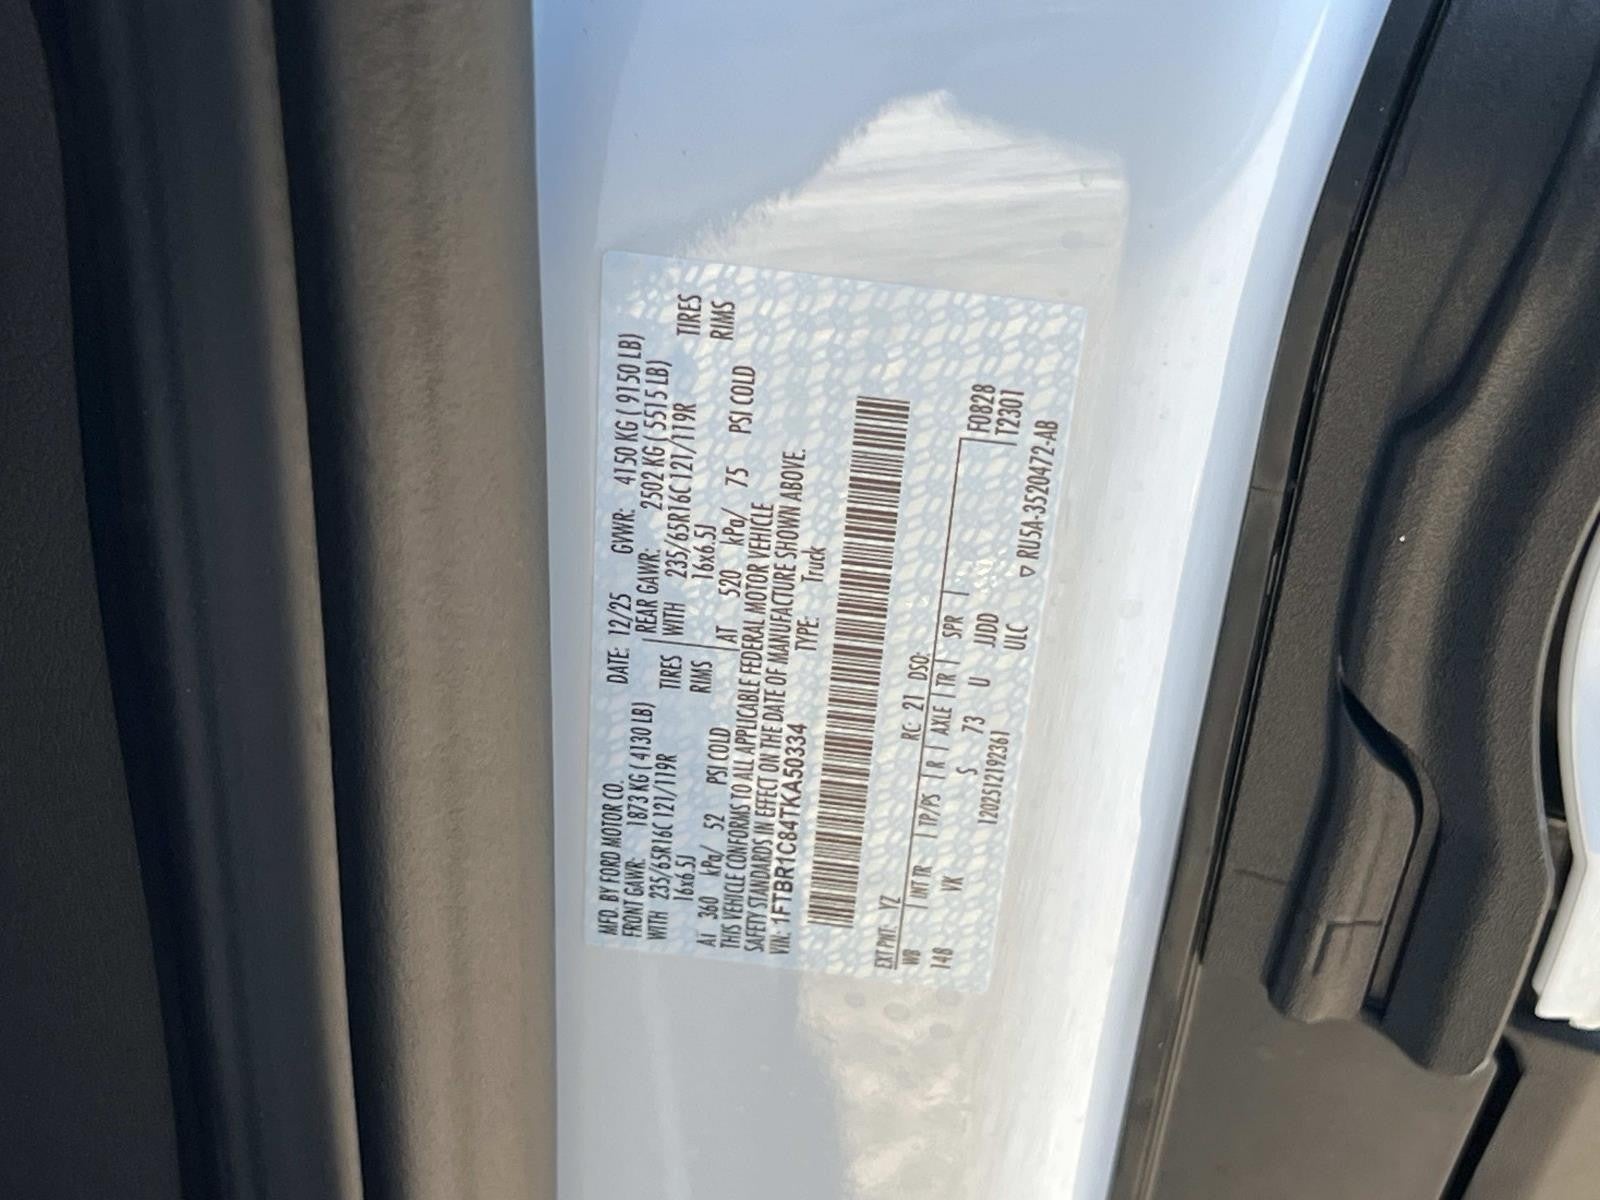 MFD. BY FORD MOTOR CO. DATE: 12/25 GVWR: 4150 KG ( 9150 LB)
FRONT GAWR: 1873 KG ( 4130 LB) REAR GAWR: 2502 KG ( 5515 LB)
WITH 235/65R16C 121/119R TIRES WITH 235/65R16C 121/119R TIRES
16x6.5J RIMS 16x6.5J RIMS
AT 360 kPa/ 52 PSI COLD AT 520 kPa/ 75 PSI COLD
THIS VEHICLE CONFORMS TO ALL APPLICABLE FEDERAL MOTOR VEHICLE
SAFETY STANDARDS IN EFFECT ON THE DATE OF MANUFACTURE SHOWN ABOVE.
VIN: 1FTBR1C84TKA50334 TYPE: Truck
EXT PNT: YZ RC: 21 DSO: F0828
WB INT TR TP/PS R AXLE TR SPR T2301
148 VK S 73 U JJDD
1202512192361 ULC ▽ RU5A-3520472-AB